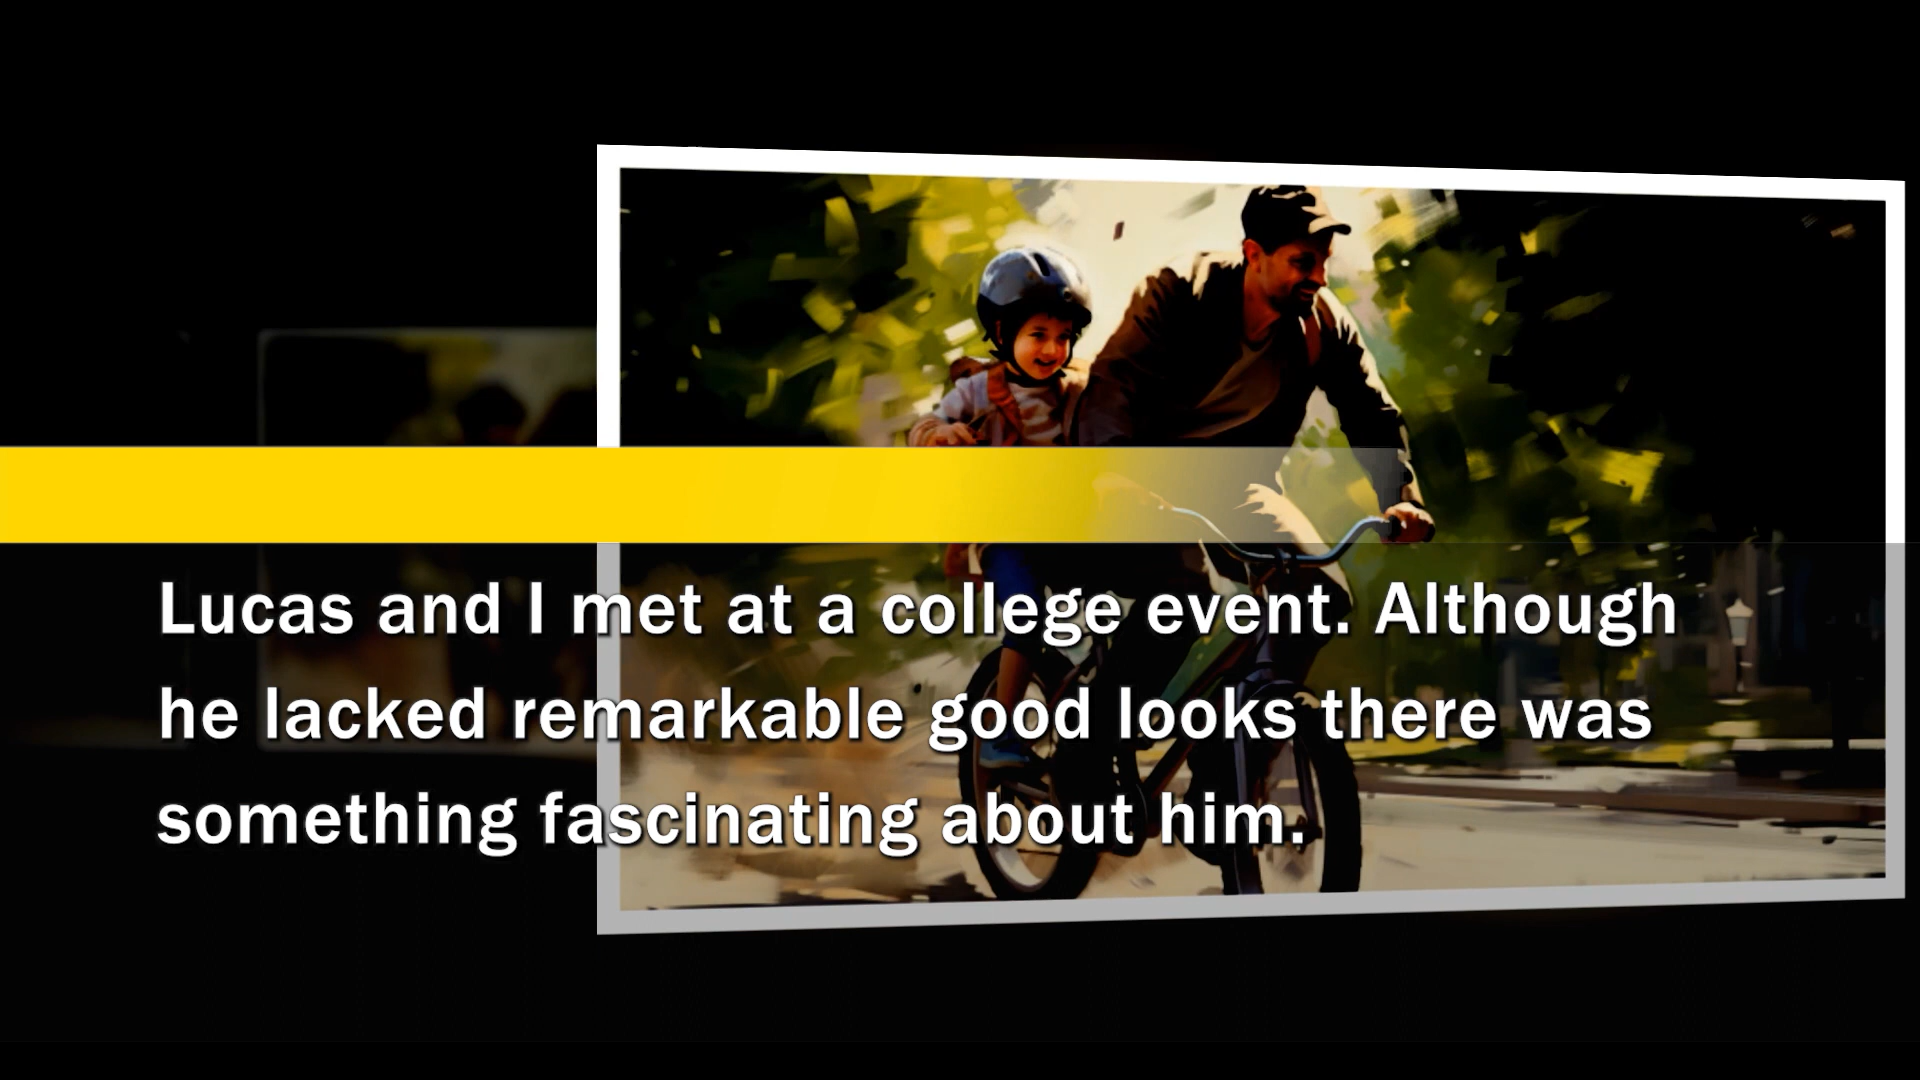 Lucas and I met at a college event. Although
he lacked remarkable good looks there was
something fascinating about him.